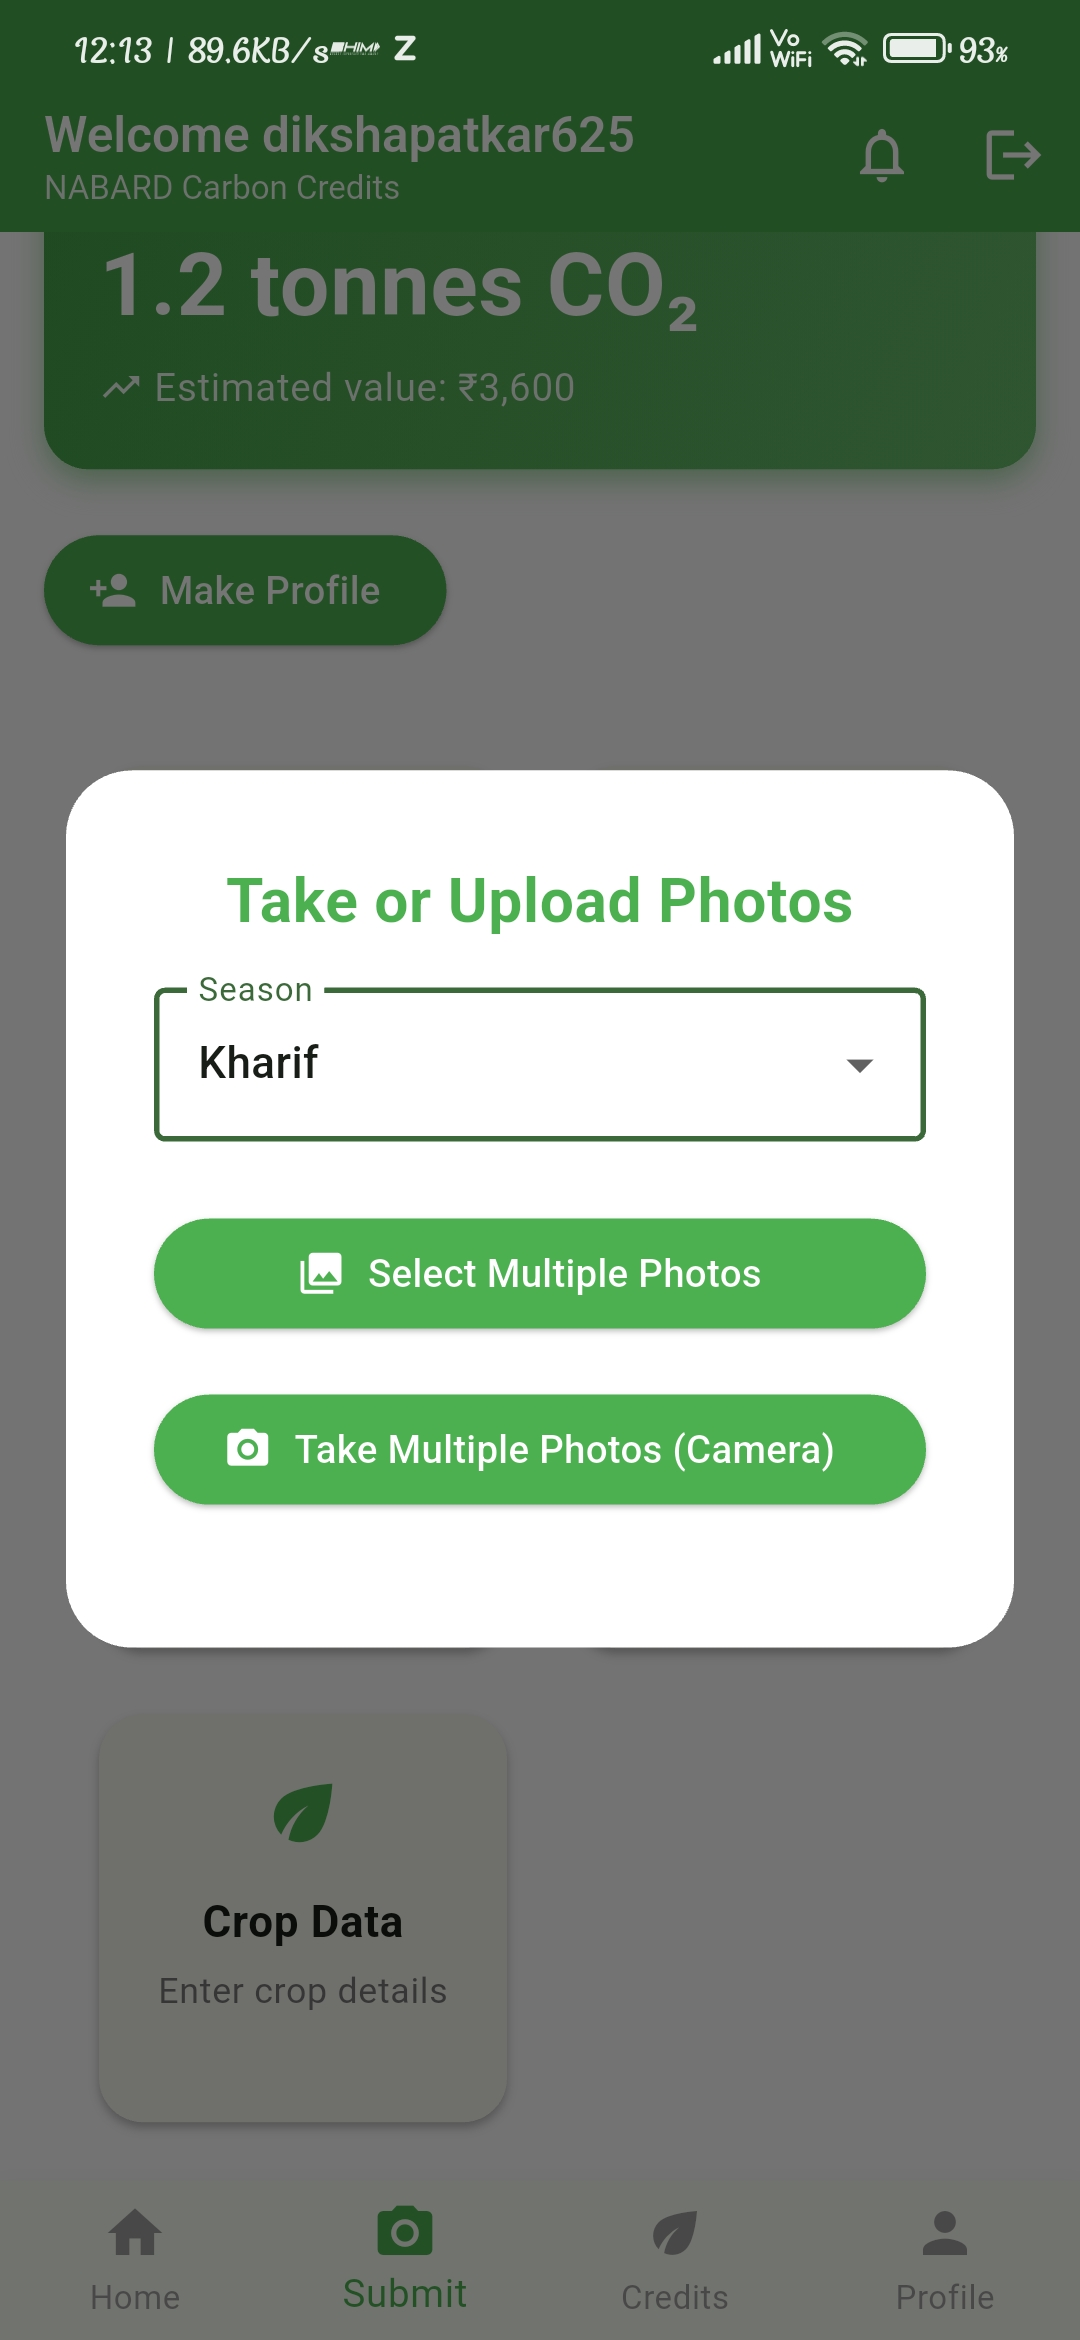 12:13 | 89.6KB/s Z Vo WiFi 93%
Welcome dikshapatkar625
NABARD Carbon Credits
1.2 tonnes CO₂
Estimated value: ₹3,600
Make Profile
Take or Upload Photos
Season
Kharif
Select Multiple Photos
Take Multiple Photos (Camera)
Crop Data
Enter crop details
Home Submit Credits Profile